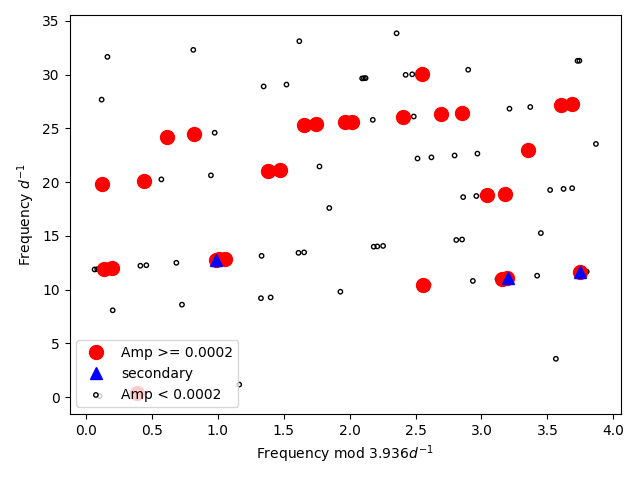 35
30
25
20
15
10
5
0
Frequency d⁻¹
Amp >= 0.0002
secondary
Amp < 0.0002
0.0 0.5 1.0 1.5 2.0 2.5 3.0 3.5 4.0
Frequency mod 3.936d⁻¹